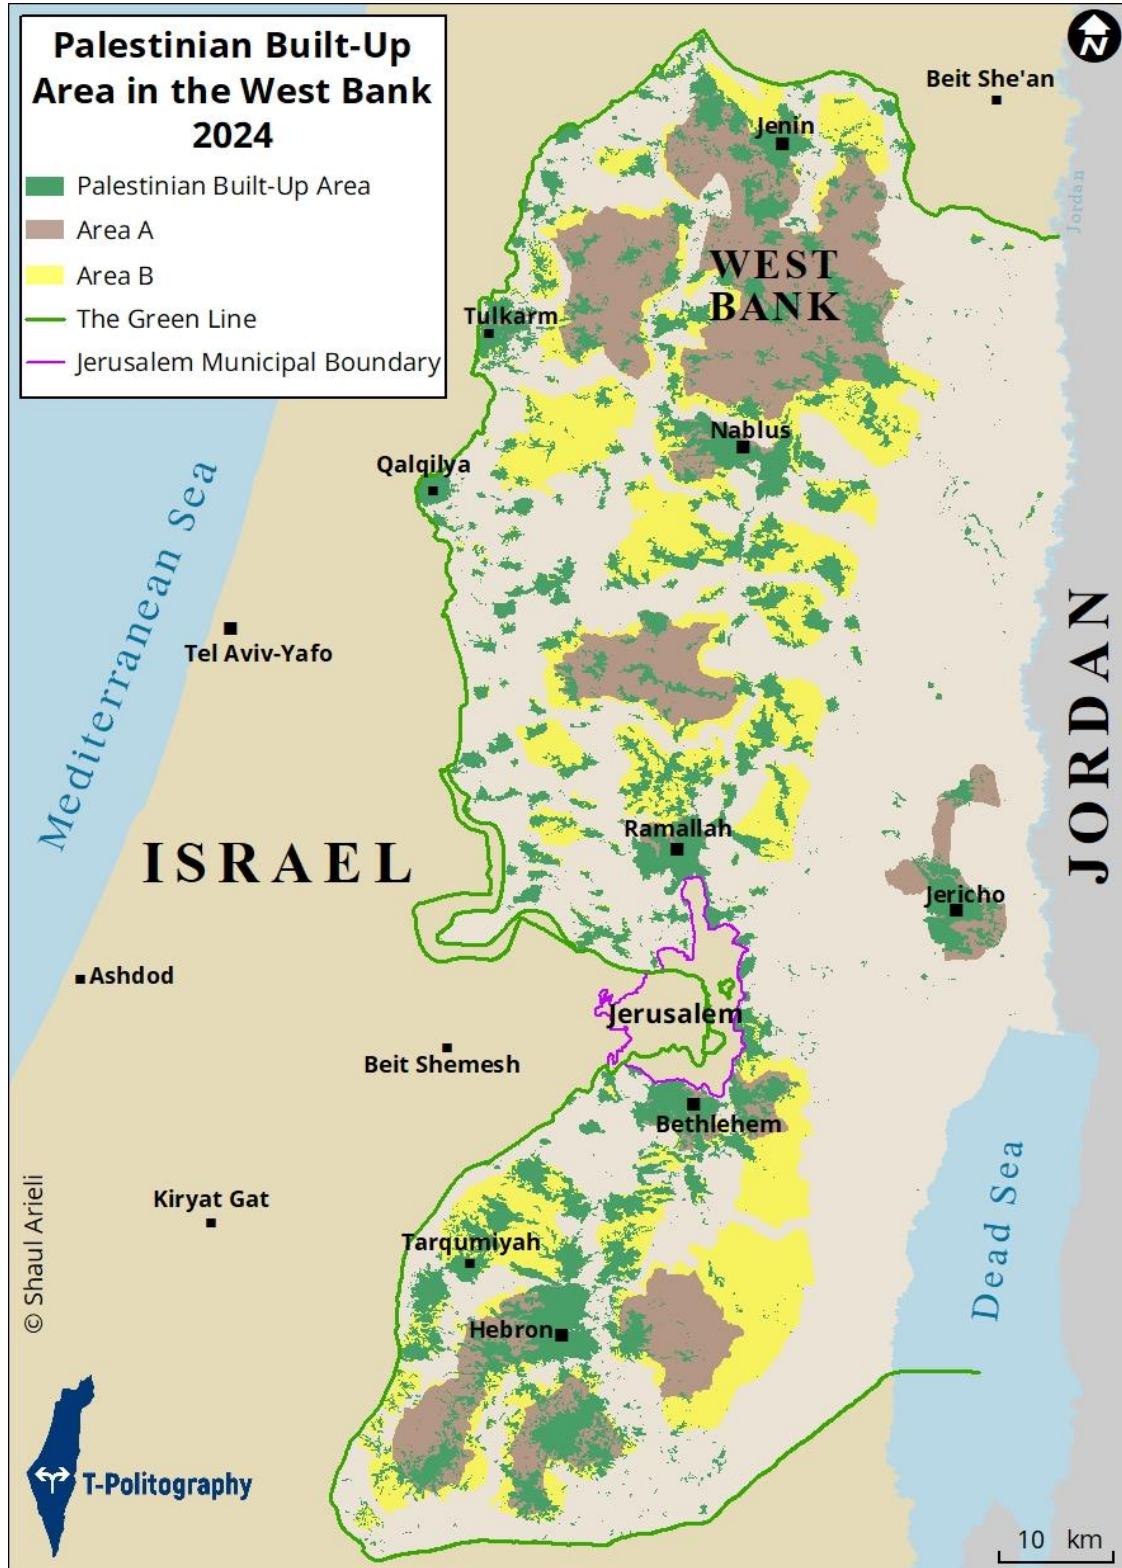 Palestinian Built-Up
Area in the West Bank
2024
Palestinian Built-Up Area
Area A
Area B
The Green Line
Jerusalem Municipal Boundary
N
Beit She'an
Jenin
Jordan
WEST
BANK
Tulkarm
Nablus
Qalqilya
Mediterranean Sea
Tel Aviv-Yafo
JORDAN
Ramallah
ISRAEL
Jericho
Ashdod
Jerusalem
Beit Shemesh
Bethlehem
Kiryat Gat
Tarqumiyah
Dead Sea
© Shaul Arieli
Hebron
T-Politography
10 km